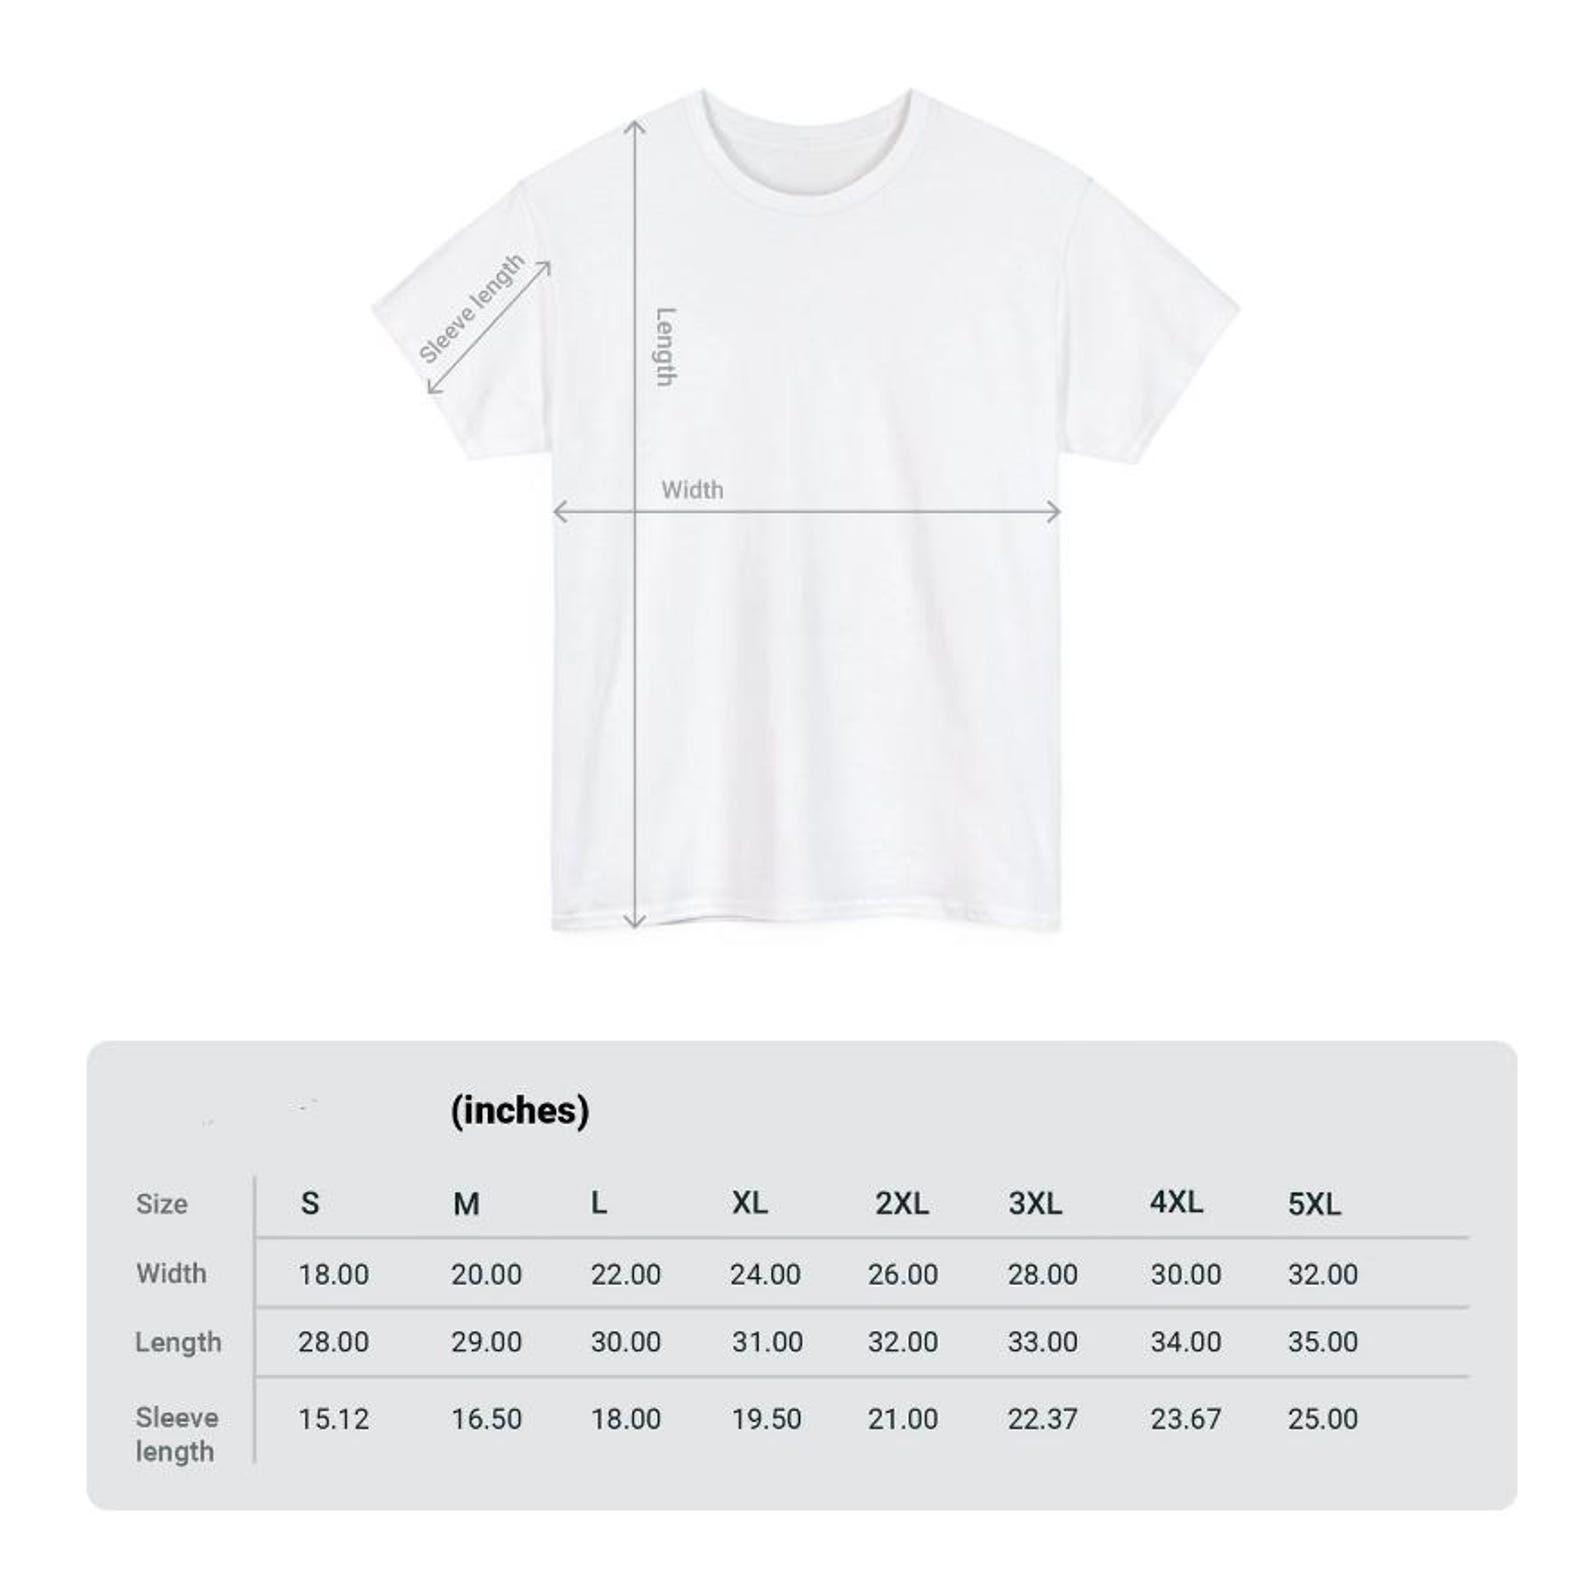 Sleeve length
Length
Width
(inches)
Size S M L XL 2XL 3XL 4XL 5XL
Width 18.00 20.00 22.00 24.00 26.00 28.00 30.00 32.00
Length 28.00 29.00 30.00 31.00 32.00 33.00 34.00 35.00
Sleeve length 15.12 16.50 18.00 19.50 21.00 22.37 23.67 25.00